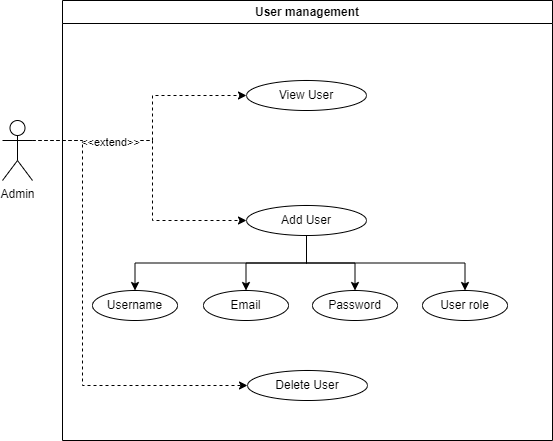 User management
View User
<<extend>>
Admin
Add User
Username
Email
Password
User role
Delete User